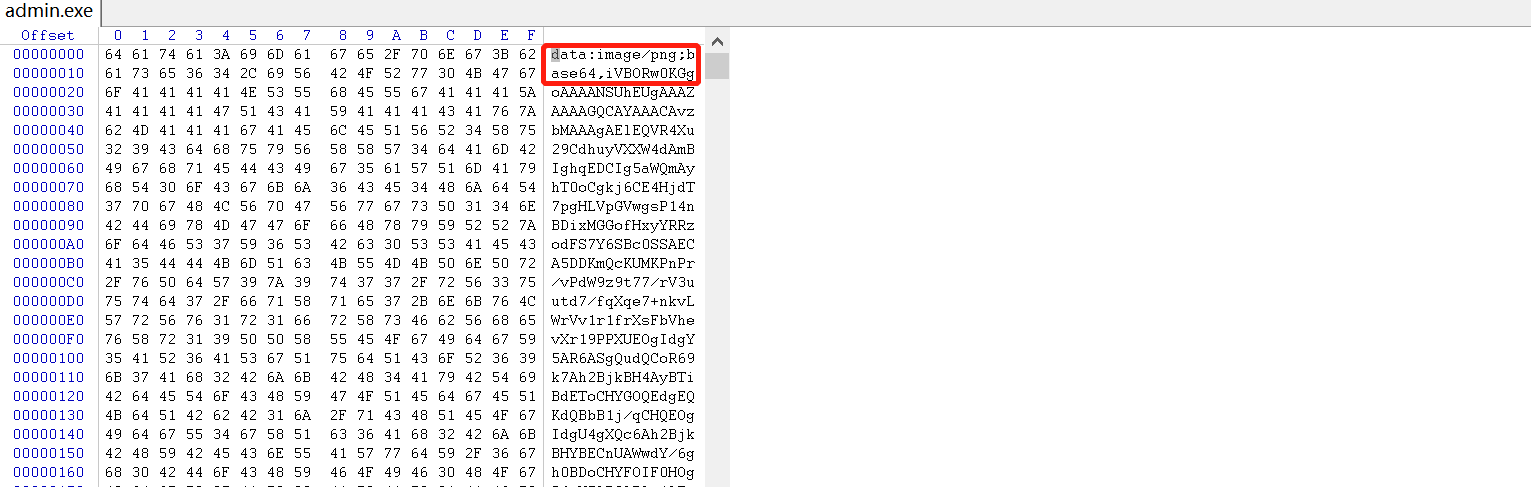 admin.exe
Offset 0 1 2 3 4 5 6 7 8 9 A B C D E F
00000000 64 61 74 61 3A 69 6D 61 67 65 2F 70 6E 67 3B 62 data:image/png;b
00000010 61 73 65 36 34 2C 69 56 42 4F 52 77 30 4B 47 67 ase64,iVBORw0KGg
00000020 6F 41 41 41 41 4E 53 55 68 45 55 67 41 41 41 5A oAAAANSUhEUgAAAZ
00000030 41 41 41 41 47 51 43 41 59 41 41 41 43 41 76 7A AAAAGQCAYAAACAvz
00000040 62 4D 41 41 41 67 41 45 6C 45 51 56 52 34 58 75 bMAAAgAElEQVR4Xu
00000050 32 39 43 64 68 75 79 56 58 58 57 34 64 41 6D 42 29CdhuyVXXW4dAmB
00000060 49 67 68 71 45 44 43 49 67 35 61 57 51 6D 41 79 IghqEDCIg5aWQmAy
00000070 68 54 30 6F 43 67 6B 6A 36 43 45 34 48 6A 64 54 hT0oCgkj6CE4HjdT
00000080 37 70 67 48 4C 56 70 47 56 77 67 73 50 31 34 6E 7pgHLVpGVwgsP14n
00000090 42 44 69 78 4D 47 47 6F 66 48 78 79 59 52 52 7A BDixMGGofHxyYRRz
000000A0 6F 64 46 53 37 59 36 53 42 63 30 53 53 41 45 43 odFS7Y6SBc0SSAEC
000000B0 41 35 44 44 4B 6D 51 63 4B 55 4D 4B 50 6E 50 72 A5DDKmQcKUMKPnPr
000000C0 2F 76 50 64 57 39 7A 39 74 37 37 2F 72 56 33 75 /vPdW9z9t77/rV3u
000000D0 75 74 64 37 2F 66 71 58 71 65 37 2B 6E 6B 76 4C utd7/fqXqe7+nkvL
000000E0 57 72 56 76 31 72 31 66 72 58 73 46 62 56 68 65 WrVv1r1frXsFbVhe
000000F0 76 58 72 31 39 50 50 58 55 45 4F 67 49 64 67 59 vXr19PPXUEOgIdgY
00000100 35 41 52 36 41 53 67 51 75 64 51 43 6F 52 36 39 5AR6ASgQudQCoR69
00000110 6B 37 41 68 32 42 6A 6B 42 48 34 41 79 42 54 69 k7Ah2BjkBH4AyBTi
00000120 42 64 45 54 6F 43 48 59 47 4F 51 45 64 67 45 51 BdEToCHYGOQEdgEQ
00000130 4B 64 51 42 62 42 31 6A 2F 71 43 48 51 45 4F 67 KdQBbB1j/qCHQEOg
00000140 49 64 67 55 34 67 58 51 63 36 41 68 32 42 6A 6B IdgU4gXQc6Ah2Bjk
00000150 42 48 59 42 45 43 6E 55 41 57 77 64 59 2F 36 67 BHYBECnUAWwdY/6g
00000160 68 30 42 44 6F 43 48 59 46 4F 49 46 30 48 4F 67 h0BDoCHYFOIF0HOg